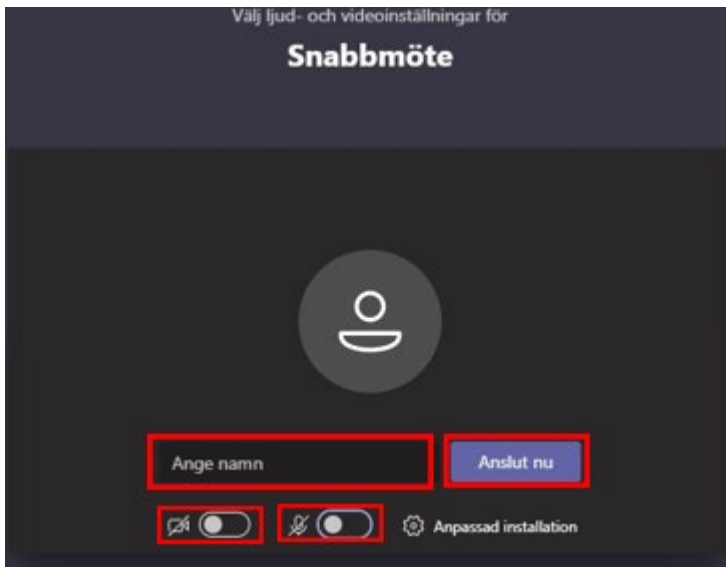 Välj ljud- och videoinställningar för
Snabbmöte
Ange namn
Anslut nu
Anpassad installation